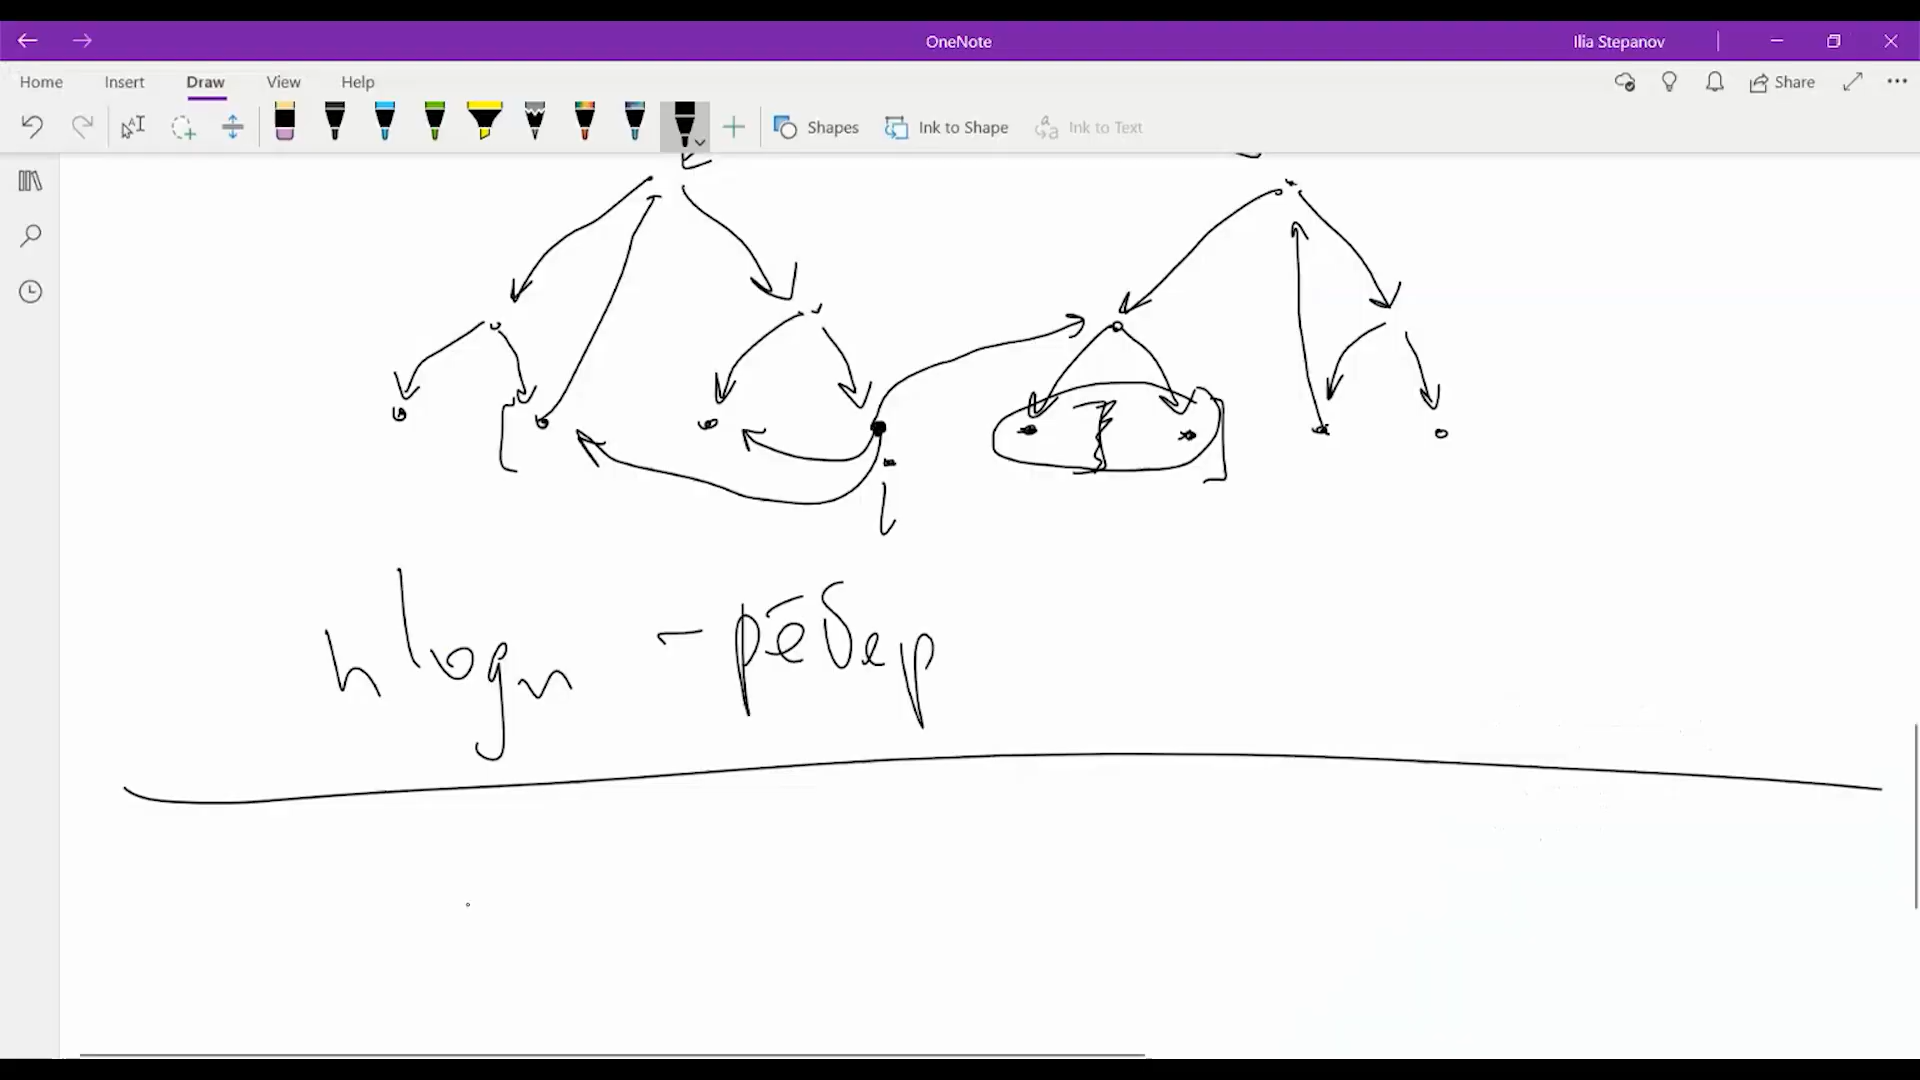 OneNote
Ilia Stepanov
Home Insert Draw View Help
Share
Shapes Ink to Shape Ink to Text
i
n log n - рёбер